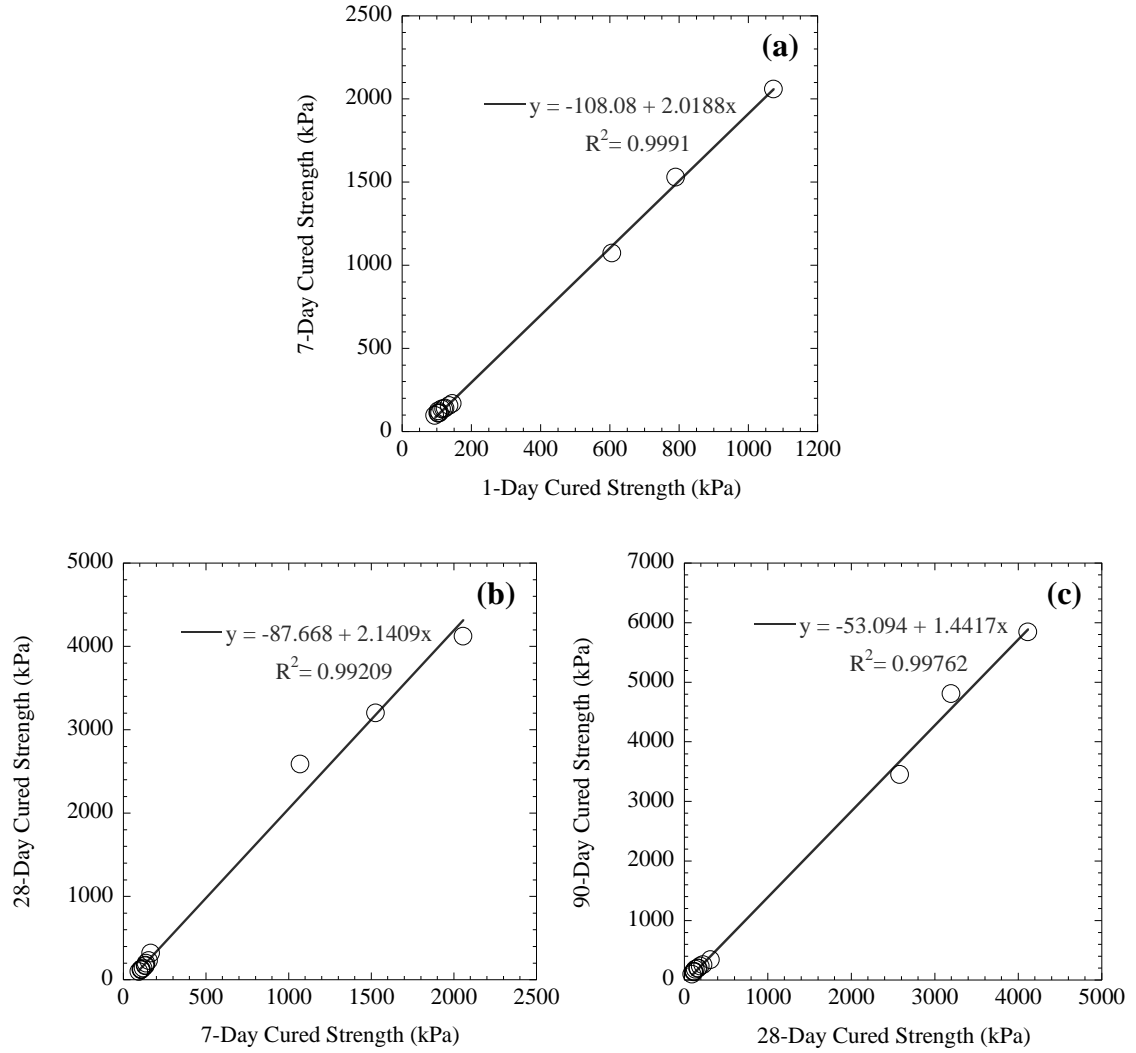 (a)
2500
2000
1500
1000
500
0
7-Day Cured Strength (kPa)
y = -108.08 + 2.0188x
R²= 0.9991
0 200 400 600 800 1000 1200
1-Day Cured Strength (kPa)
(b)
5000
4000
3000
2000
1000
0
28-Day Cured Strength (kPa)
y = -87.668 + 2.1409x
R²= 0.99209
0 500 1000 1500 2000 2500
7-Day Cured Strength (kPa)
(c)
7000
6000
5000
4000
3000
2000
1000
0
90-Day Cured Strength (kPa)
y = -53.094 + 1.4417x
R²= 0.99762
0 1000 2000 3000 4000 5000
28-Day Cured Strength (kPa)